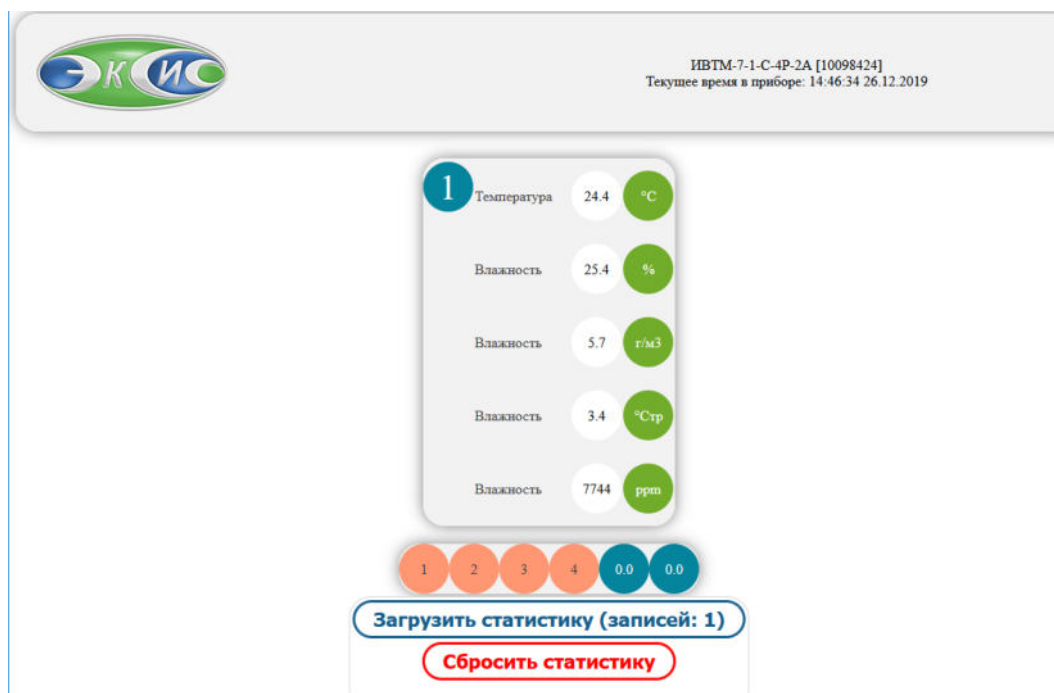 ЭКСИС
ИВТМ-7-1-С-4Р-2А [10098424]
Текущее время в приборе: 14:46:34 26.12.2019
1
Температура 24.4 °C
Влажность 25.4 %
Влажность 5.7 г/м3
Влажность 3.4 °Cтр
Влажность 7744 ppm
1 2 3 4 0.0 0.0
Загрузить статистику (записей: 1)
Сбросить статистику